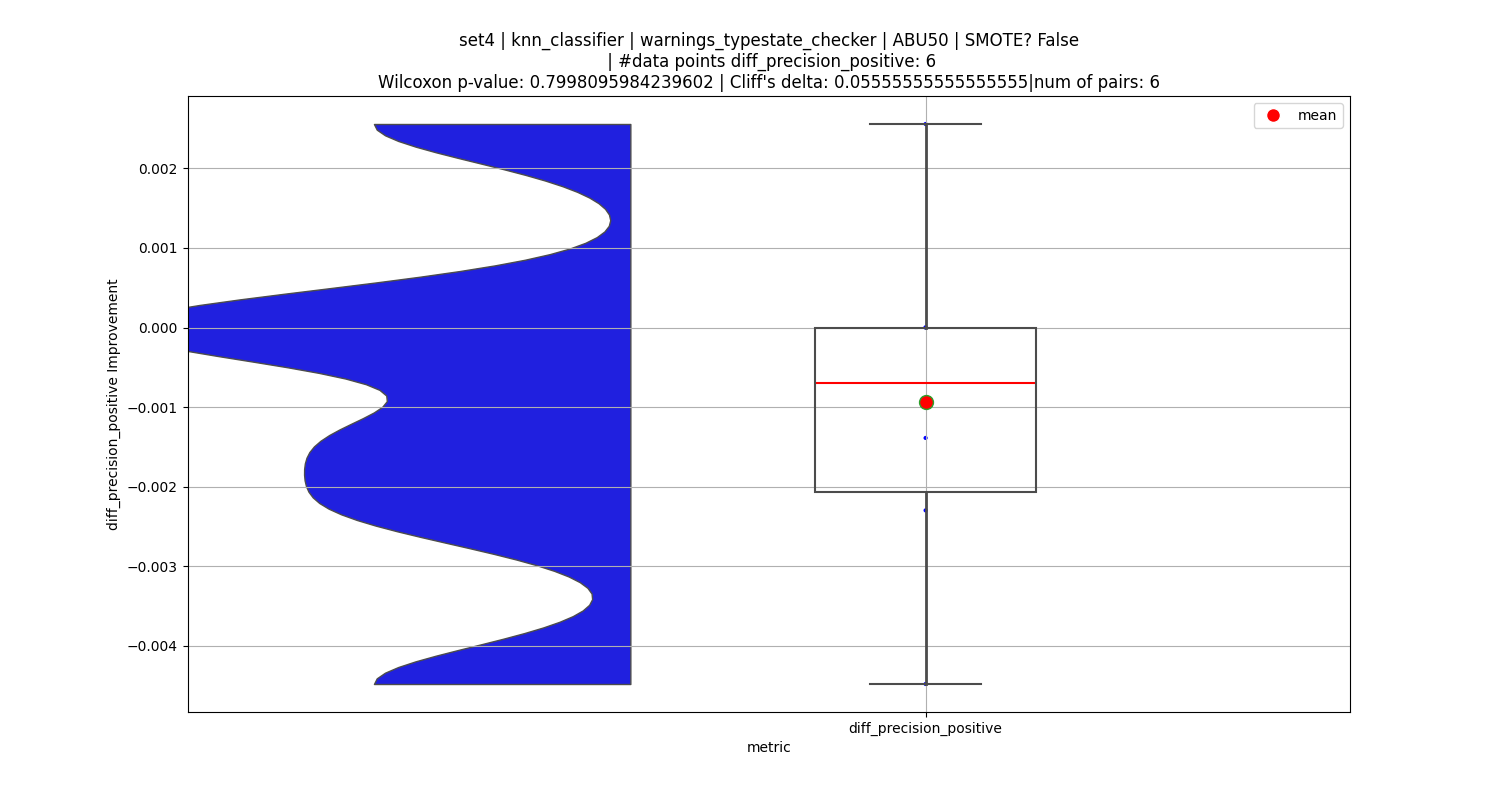 set4 | knn_classifier | warnings_typestate_checker | ABU50 | SMOTE? False
| #data points diff_precision_positive: 6
Wilcoxon p-value: 0.7998095984239602 | Cliff's delta: 0.05555555555555555|num of pairs: 6
mean
0.002
0.001
0.000
−0.001
−0.002
−0.003
−0.004
diff_precision_positive Improvement
diff_precision_positive
metric